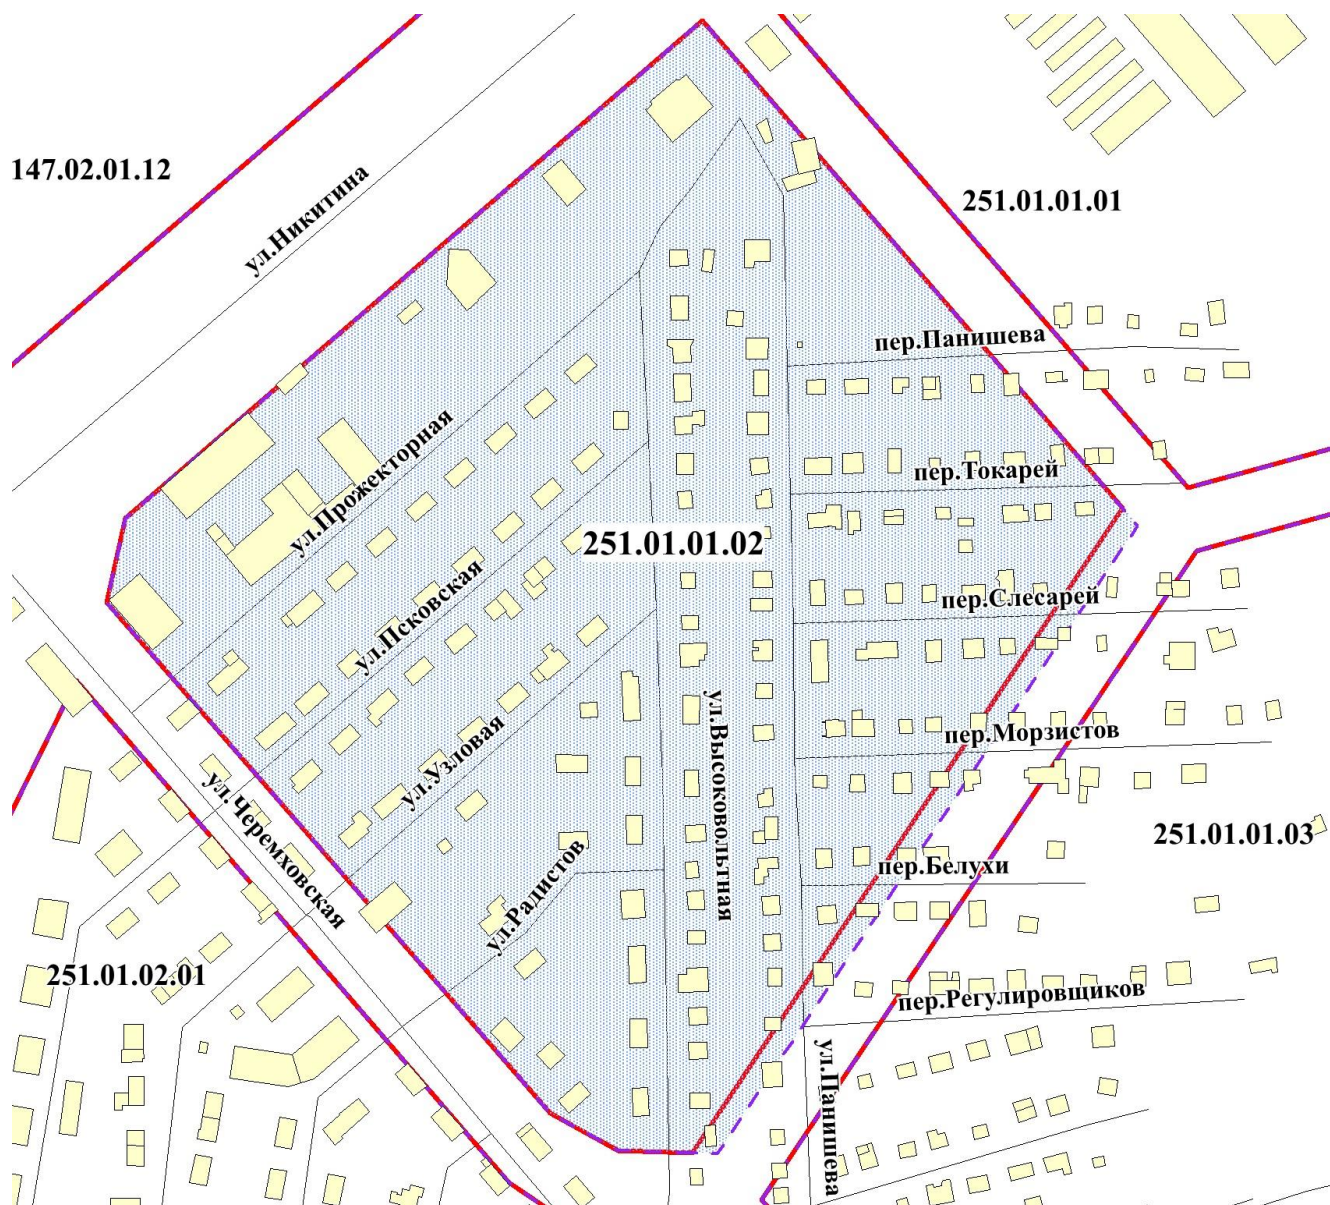 147.02.01.12
ул.Никитина
251.01.01.01
пер.Панишева
ул.Прожекторная
пер.Токарей
251.01.01.02
ул.Псковская
пер.Слесарей
ул.Узловая
ул.Высоковольтная
пер.Морзистов
ул.Черемховская
251.01.01.03
ул.Радистов
пер.Белухи
251.01.02.01
пер.Регулировщиков
ул.Панишева